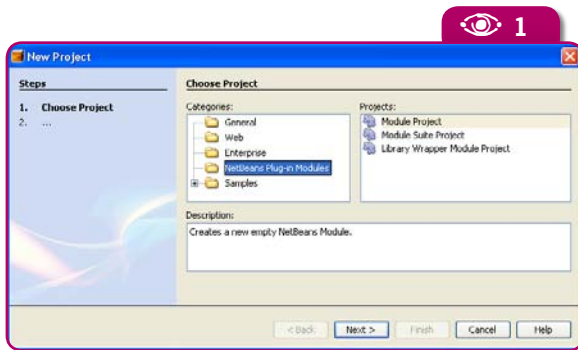 1
New Project
Steps
1. Choose Project
2. ...
Choose Project
Categories:
General
Web
Enterprise
NetBeans Plug-in Modules
Samples
Projects:
Module Project
Module Suite Project
Library Wrapper Module Project
Description:
Creates a new empty NetBeans Module.
< Back
Next >
Finish
Cancel
Help